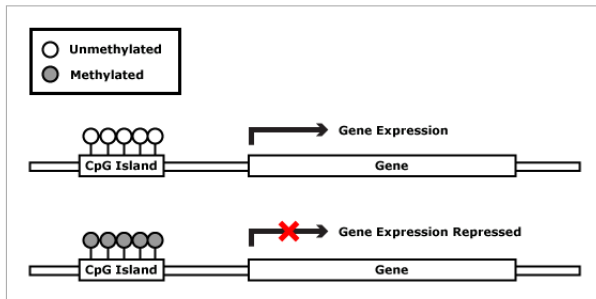 Unmethylated
Methylated
Gene Expression
CpG Island
Gene
Gene Expression Repressed
CpG Island
Gene